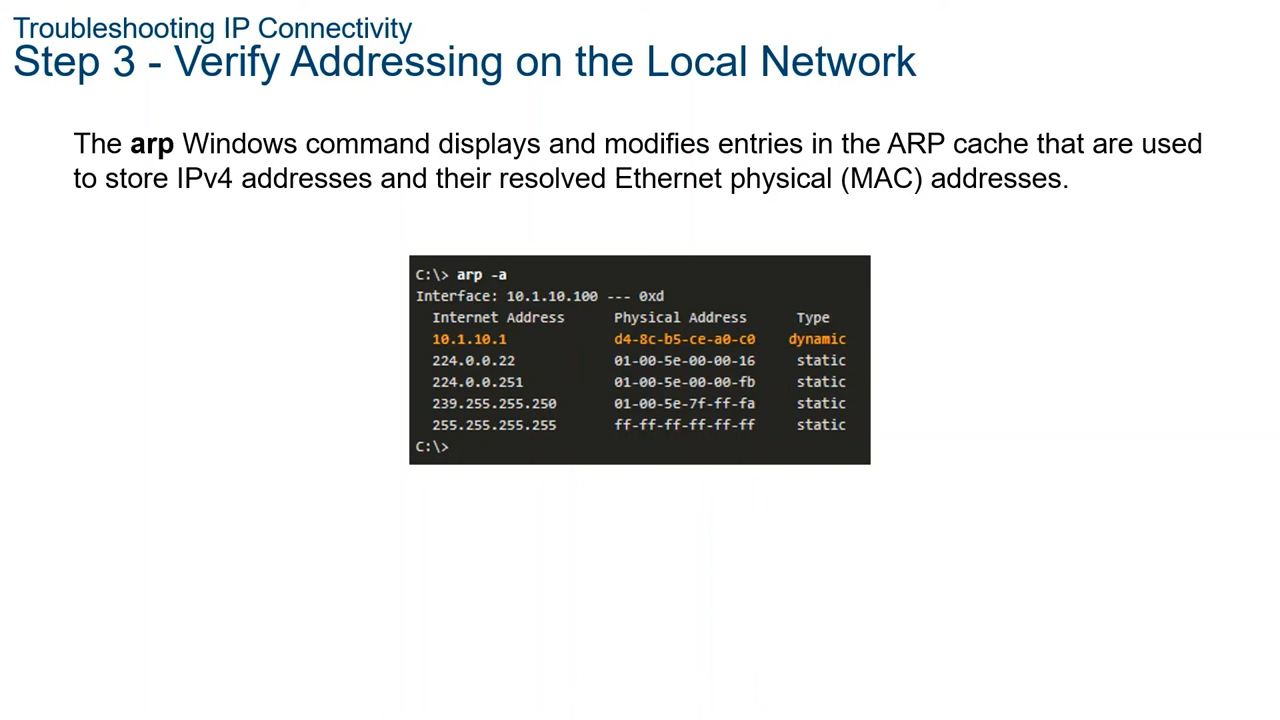 Troubleshooting IP Connectivity
Step 3 - Verify Addressing on the Local Network
The arp Windows command displays and modifies entries in the ARP cache that are used
to store IPv4 addresses and their resolved Ethernet physical (MAC) addresses.
C:\> arp -a
Interface: 10.1.10.100 --- 0xd
Internet Address Physical Address Type
10.1.10.1 d4-8c-b5-ce-a0-c0 dynamic
224.0.0.22 01-00-5e-00-00-16 static
224.0.0.251 01-00-5e-00-00-fb static
239.255.255.250 01-00-5e-7f-ff-fa static
255.255.255.255 ff-ff-ff-ff-ff-ff static
C:\>